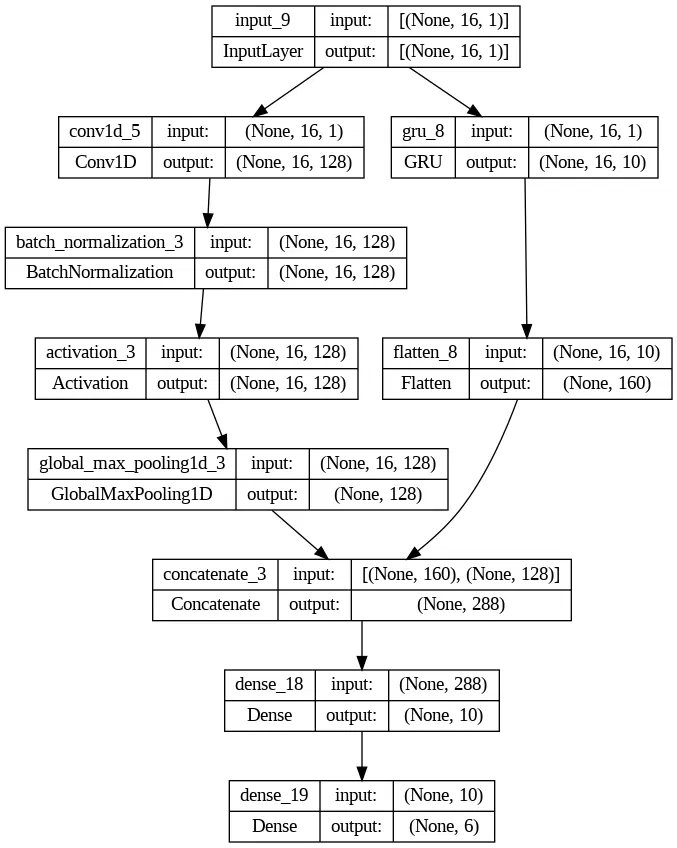 input_9 input: [(None, 16, 1)]
InputLayer output: [(None, 16, 1)]
conv1d_5 input: (None, 16, 1)
Conv1D output: (None, 16, 128)
gru_8 input: (None, 16, 1)
GRU output: (None, 16, 10)
batch_normalization_3 input: (None, 16, 128)
BatchNormalization output: (None, 16, 128)
activation_3 input: (None, 16, 128)
Activation output: (None, 16, 128)
flatten_8 input: (None, 16, 10)
Flatten output: (None, 160)
global_max_pooling1d_3 input: (None, 16, 128)
GlobalMaxPooling1D output: (None, 128)
concatenate_3 input: [(None, 160), (None, 128)]
Concatenate output: (None, 288)
dense_18 input: (None, 288)
Dense output: (None, 10)
dense_19 input: (None, 10)
Dense output: (None, 6)